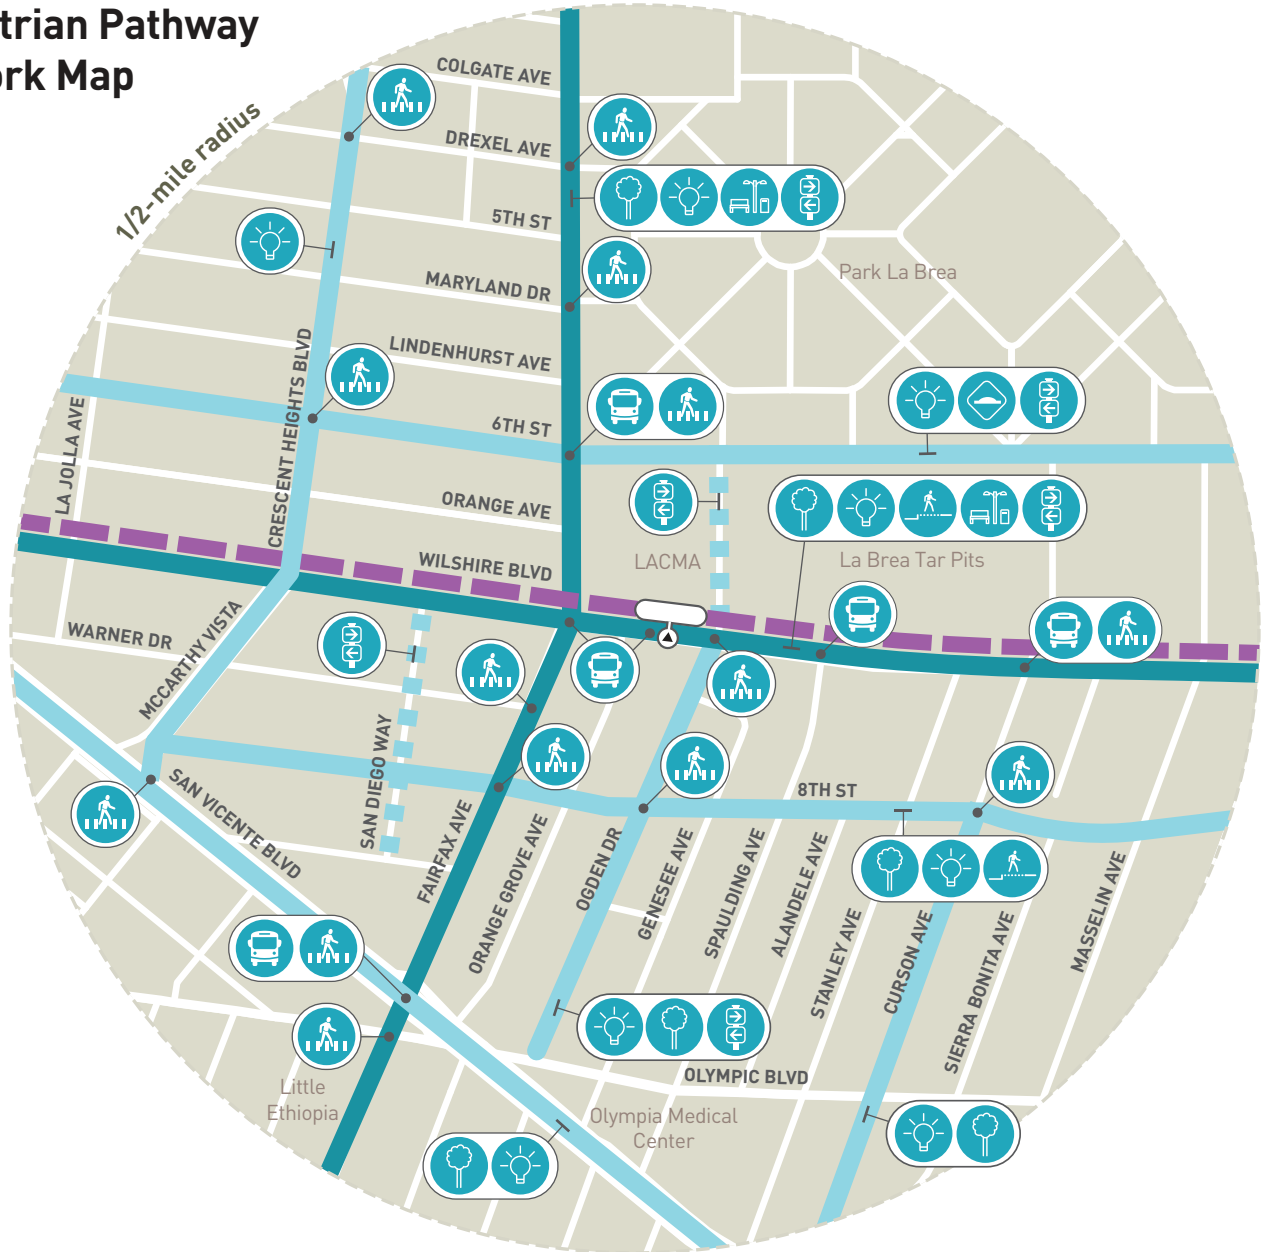 trian Pathway
ork Map
1/2-mile radius
COLGATE AVE
DREXEL AVE
5TH ST
MARYLAND DR
Park La Brea
LINDENHURST AVE
CRESCENT HEIGHTS BLVD
LA JOLLA AVE
6TH ST
ORANGE AVE
WILSHIRE BLVD
LACMA
La Brea Tar Pits
WARNER DR
MCCARTHY VISTA
SAN DIEGO WAY
SAN VICENTE BLVD
8TH ST
FAIRFAX AVE
ORANGE GROVE AVE
OGDEN DR
GENESEE AVE
SPAULDING AVE
ALANDELE AVE
STANLEY AVE
CURSON AVE
SIERRA BONITA AVE
MASSELIN AVE
OLYMPIC BLVD
Little
Ethiopia
Olympia Medical
Center